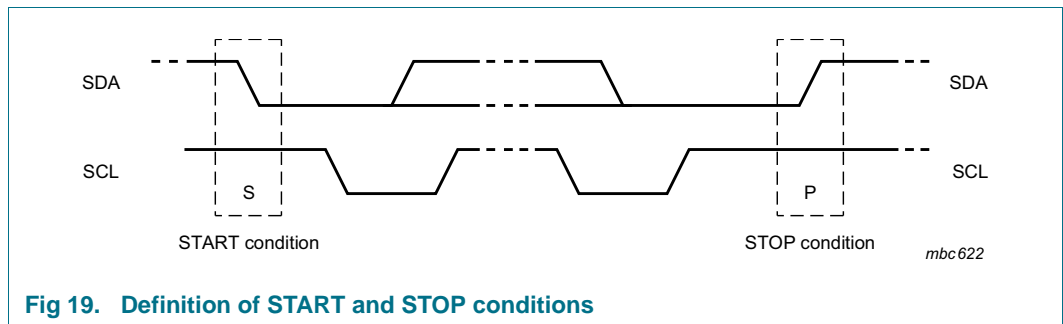 SDA SDA
SCL SCL
S P
START condition STOP condition
mbc622
Fig 19. Definition of START and STOP conditions